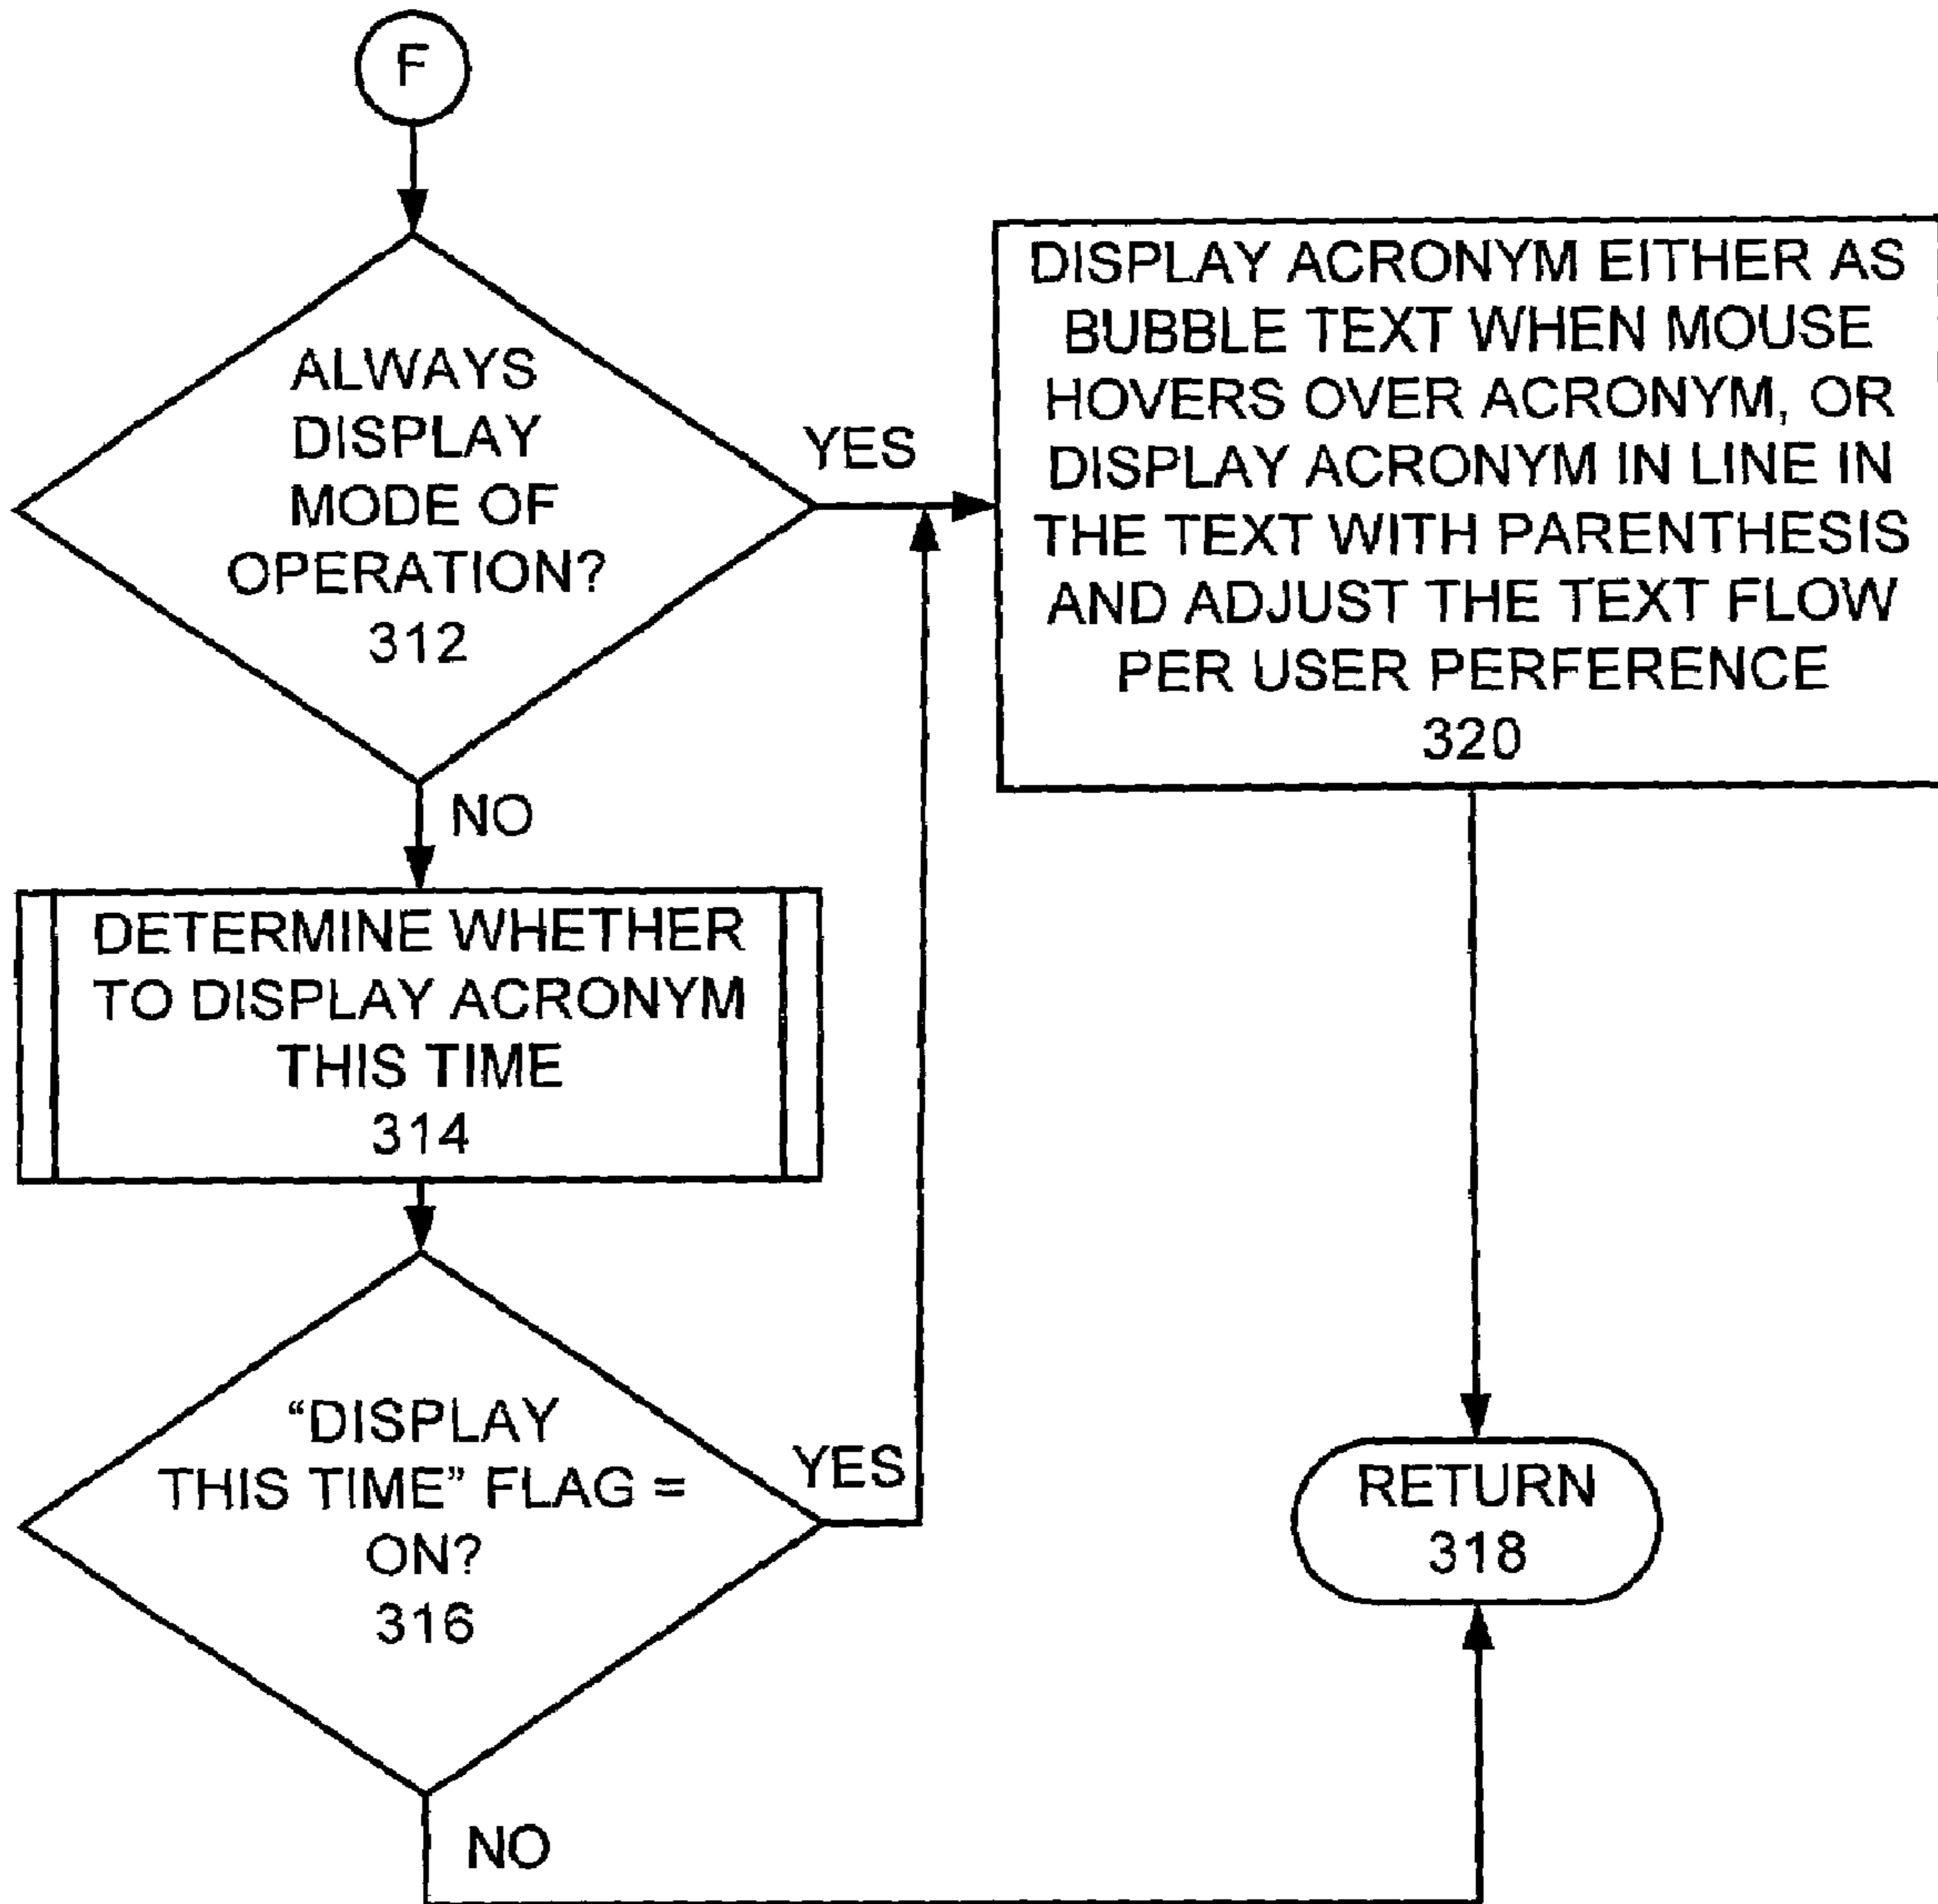 F
ALWAYS
DISPLAY
MODE OF
OPERATION?
312
YES
DISPLAY ACRONYM EITHER AS
BUBBLE TEXT WHEN MOUSE
HOVERS OVER ACRONYM, OR
DISPLAY ACRONYM IN LINE IN
THE TEXT WITH PARENTHESIS
AND ADJUST THE TEXT FLOW
PER USER PERFERENCE
320
NO
DETERMINE WHETHER
TO DISPLAY ACRONYM
THIS TIME
314
“DISPLAY
THIS TIME” FLAG =
ON?
316
YES
NO
RETURN
318